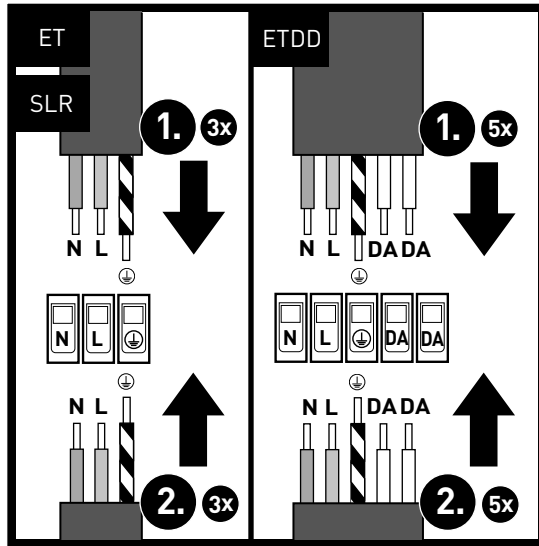 ET
SLR
1. 3x
N L
N L
N L
2. 3x
ETDD
1. 5x
N L DA DA
N L DA DA
N L DA DA
2. 5x